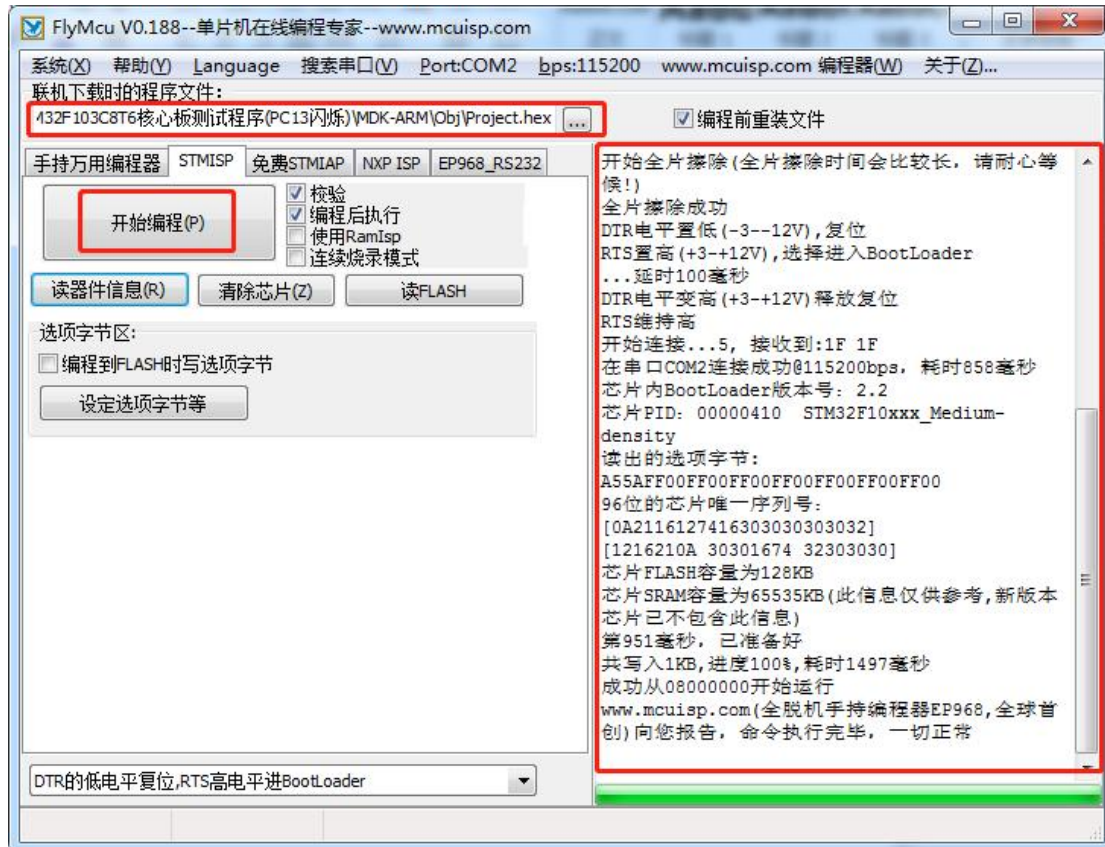 FlyMcu V0.188--单片机在线编程专家--www.mcuisp.com
系统(X) 帮助(Y) Language 搜索串口(V) Port:COM2 bps:115200 www.mcuisp.com 编程器(W) 关于(Z)...
联机下载时的程序文件:
432F103C8T6核心板测试程序(PC13闪烁)\MDK-ARM\Obj\Project.hex ... 编程前重装文件
手持万用编程器 STMISP 免费STMIAP NXP ISP EP968_RS232
开始编程(P)
校验
编程后执行
使用RamIsp
连续烧录模式
读器件信息(R) 清除芯片(Z) 读FLASH
选项字节区:
编程到FLASH时写选项字节
设定选项字节等
DTR的低电平复位,RTS高电平进BootLoader
开始全片擦除(全片擦除时间会比较长，请耐心等
候!)
全片擦除成功
DTR电平置低(-3--12V),复位
RTS置高(+3-+12V),选择进入BootLoader
...延时100毫秒
DTR电平变高(+3-+12V)释放复位
RTS维持高
开始连接...5, 接收到:1F 1F
在串口COM2连接成功@115200bps，耗时858毫秒
芯片内BootLoader版本号: 2.2
芯片PID: 00000410 STM32F10xxx_Medium-
density
读出的选项字节:
A55AFF00FF00FF00FF00FF00FF00FF00
96位的芯片唯一序列号:
[0A21161274163030303032]
[1216210A 30301674 32303030]
芯片FLASH容量为128KB
芯片SRAM容量为65535KB(此信息仅供参考,新版本
芯片已不包含此信息)
第951毫秒，已准备好
共写入1KB,进度100%,耗时1497毫秒
成功从08000000开始运行
www.mcuisp.com(全脱机手持编程器EP968,全球首
创)向您报告，命令执行完毕，一切正常